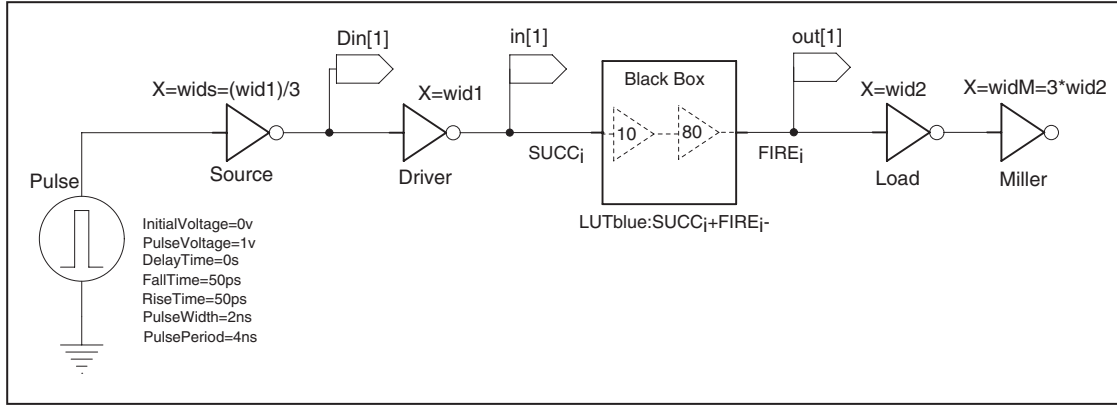 Din[1]
in[1]
out[1]
X=wids=(wid1)/3
X=wid1
Black Box
X=wid2
X=widM=3*wid2
10
80
Source
Driver
SUCCi
FIREi
Load
Miller
Pulse
LUTblue:SUCCi+FIREi-
InitialVoltage=0v
PulseVoltage=1v
DelayTime=0s
FallTime=50ps
RiseTime=50ps
PulseWidth=2ns
PulsePeriod=4ns